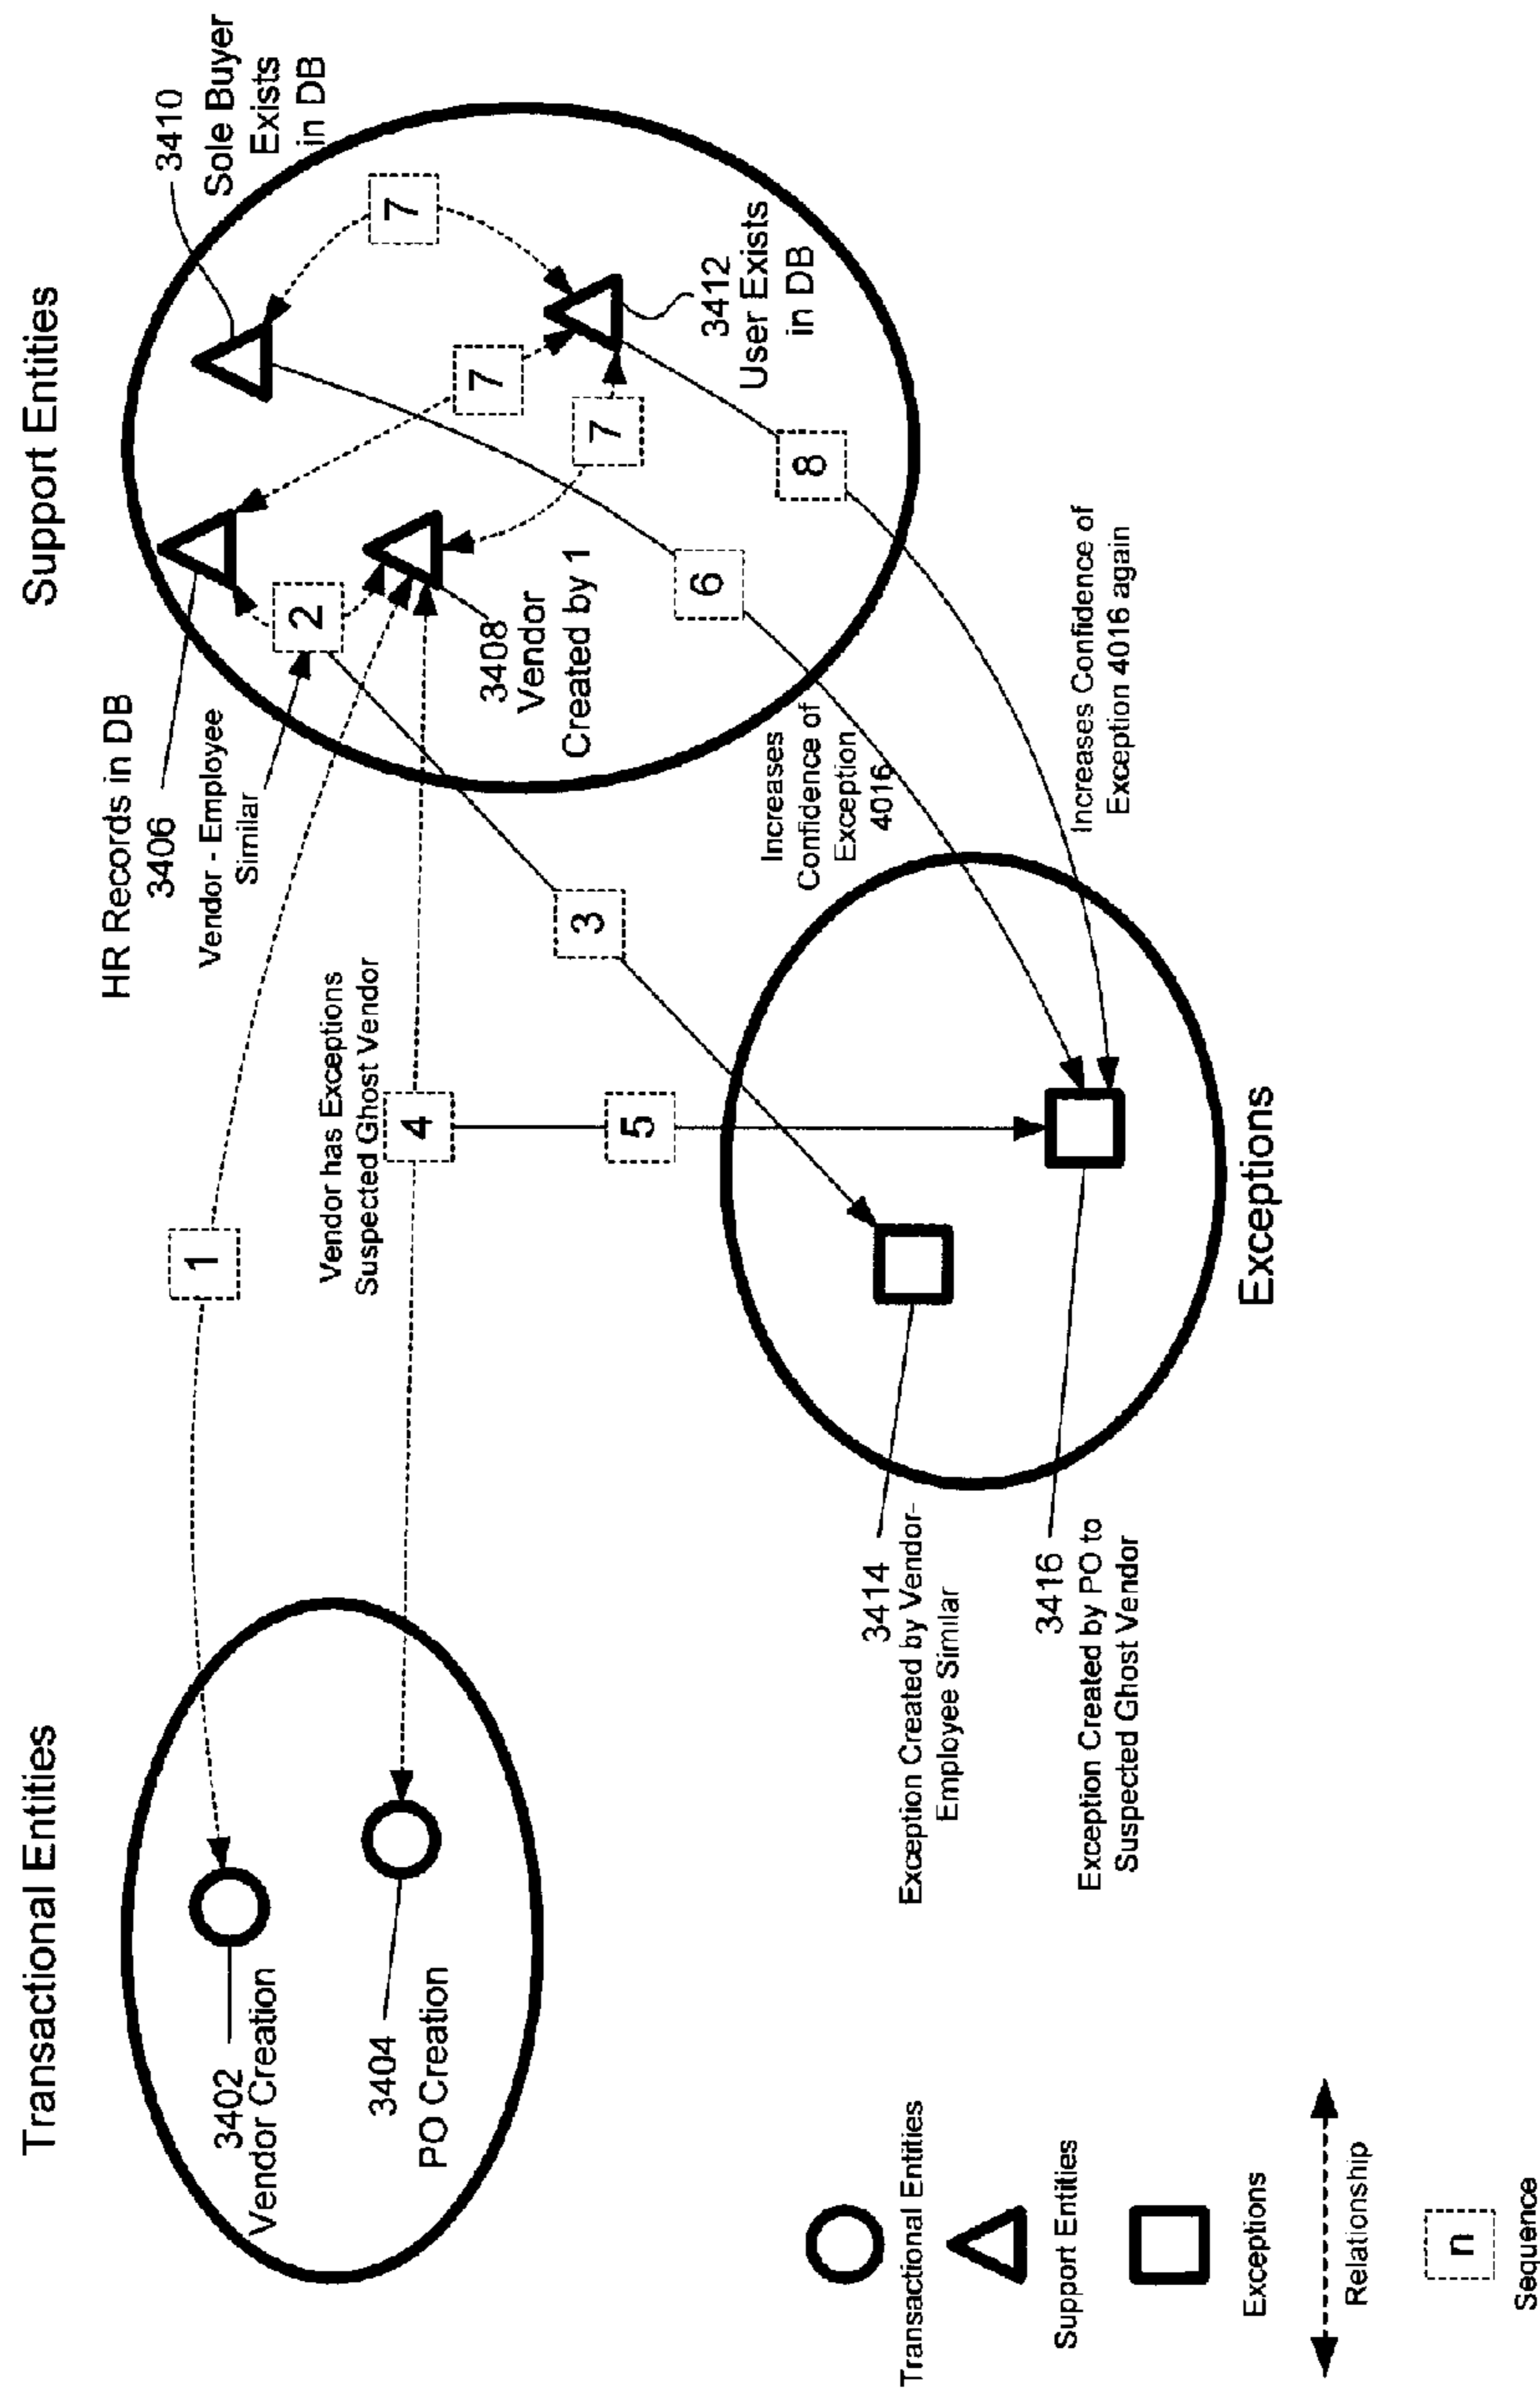 Transactional Entities
Support Entities
3402
Vendor Creation
3404
PO Creation
1
HR Records in DB
3406
Vendor - Employee
Similar
2
3410
Sole Buyer
Exists
in DB
7
7
7
3412
User Exists
in DB
3408
Vendor
Created by 1
Vendor has Exceptions
Suspected Ghost Vendor
4
5
3
6
8
Increases
Confidence of
Exception
4016
Increases Confidence of
Exception 4016 again
3414
Exception Created by Vendor-
Employee Similar
3416
Exception Created by PO to
Suspected Ghost Vendor
Exceptions
Transactional Entities
Support Entities
Exceptions
Relationship
n
Sequence